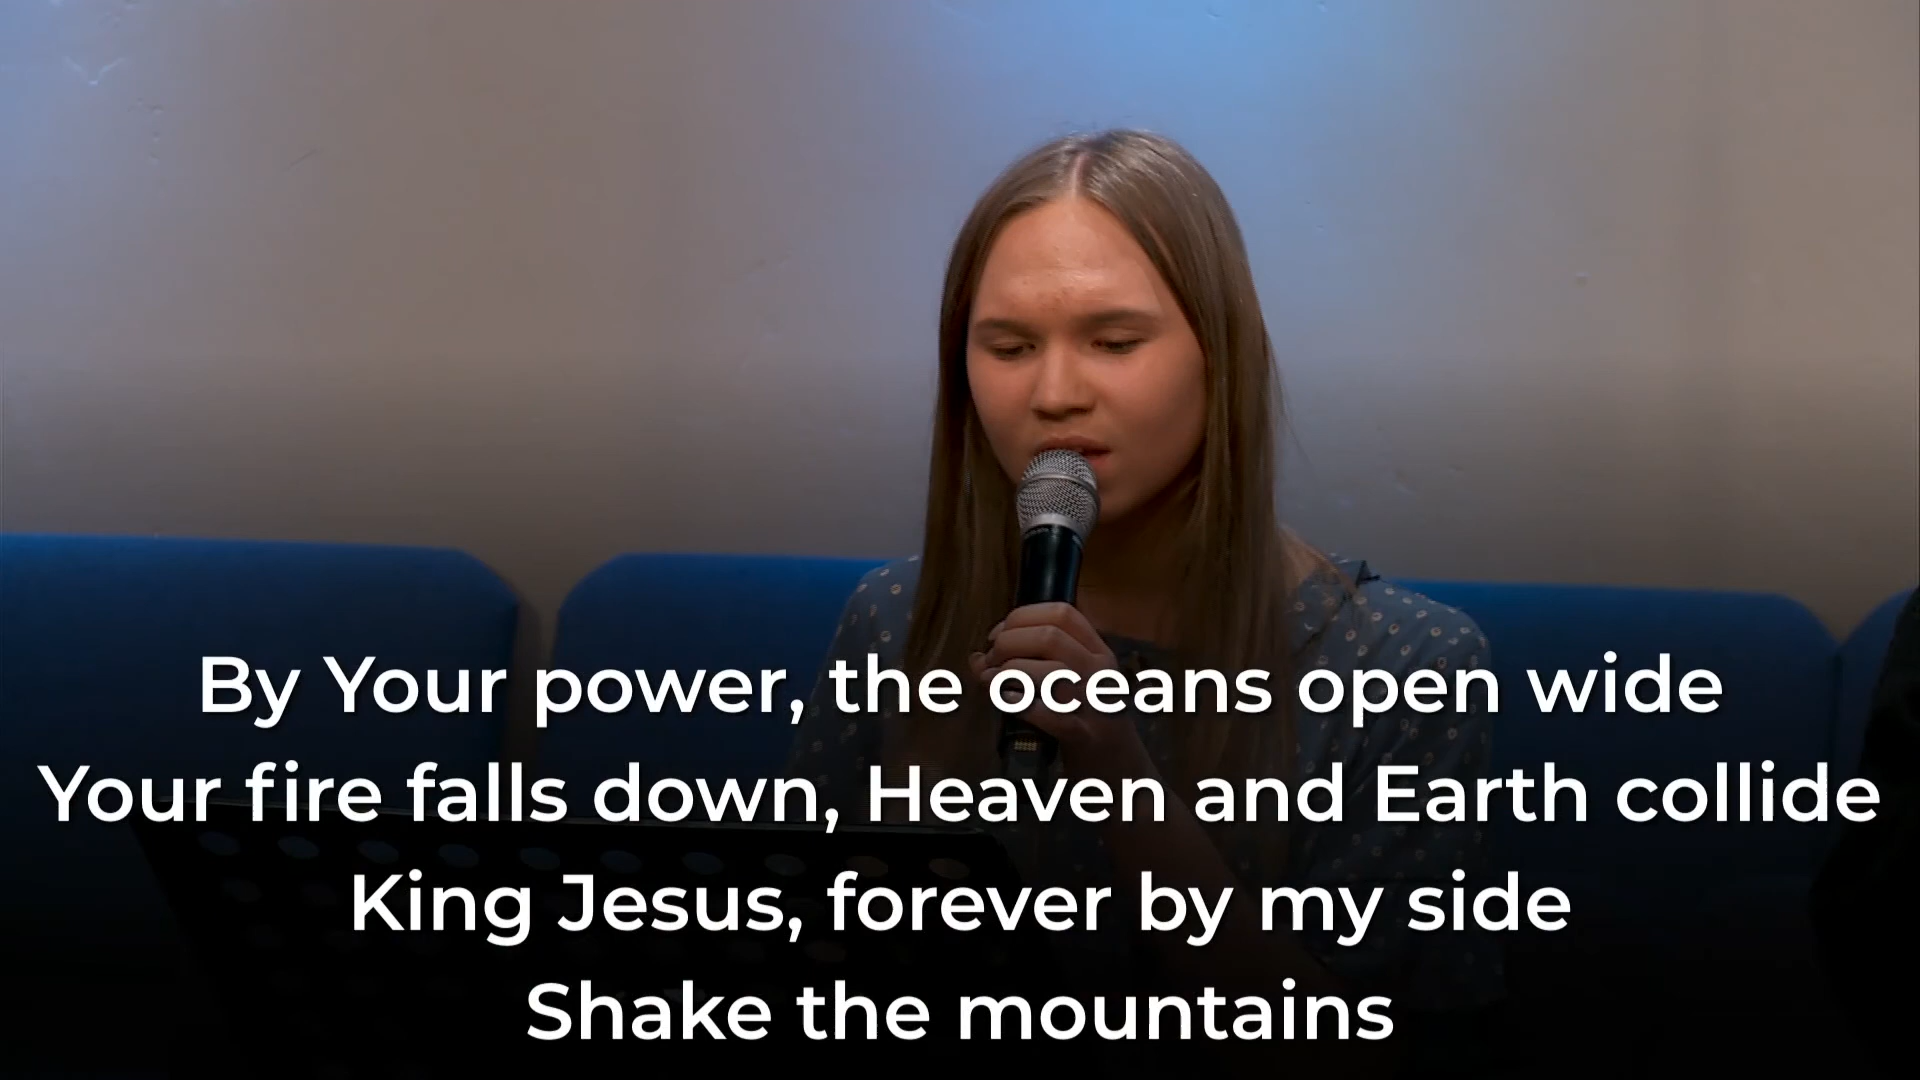 By Your power, the oceans open wide
Your fire falls down, Heaven and Earth collide
King Jesus, forever by my side
Shake the mountains